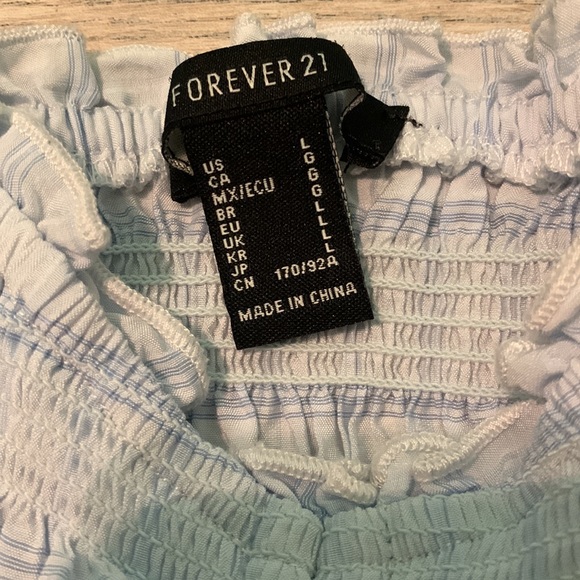 FOREVER 21
US L
CA G
MX/ECU G
BR G
EU L
UK L
KR L
JP L
CN 170/92A
MADE IN CHINA